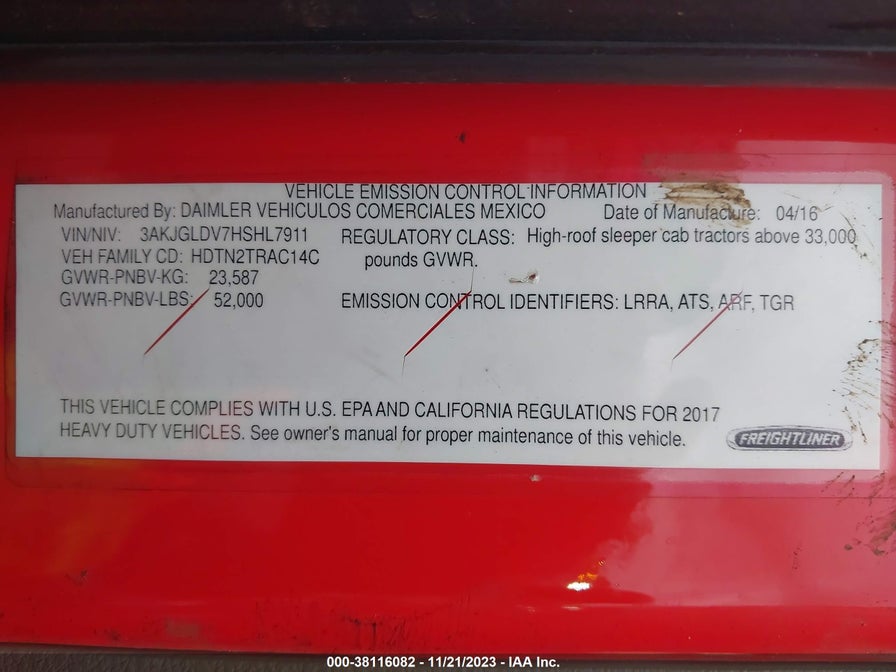 VEHICLE EMISSION CONTROL INFORMATION
Manufactured By: DAIMLER VEHICULOS COMERCIALES MEXICO Date of Manufacture: 04/16
VIN/NIV: 3AKJGLDV7HSHL7911 REGULATORY CLASS: High-roof sleeper cab tractors above 33,000
VEH FAMILY CD: HDTN2TRAC14C pounds GVWR.
GVWR-PNBV-KG: 23,587
GVWR-PNBV-LBS: 52,000 EMISSION CONTROL IDENTIFIERS: LRRA, ATS, ARF, TGR
THIS VEHICLE COMPLIES WITH U.S. EPA AND CALIFORNIA REGULATIONS FOR 2017
HEAVY DUTY VEHICLES. See owner's manual for proper maintenance of this vehicle.
FREIGHTLINER
000-38116082 - 11/21/2023 - IAA Inc.